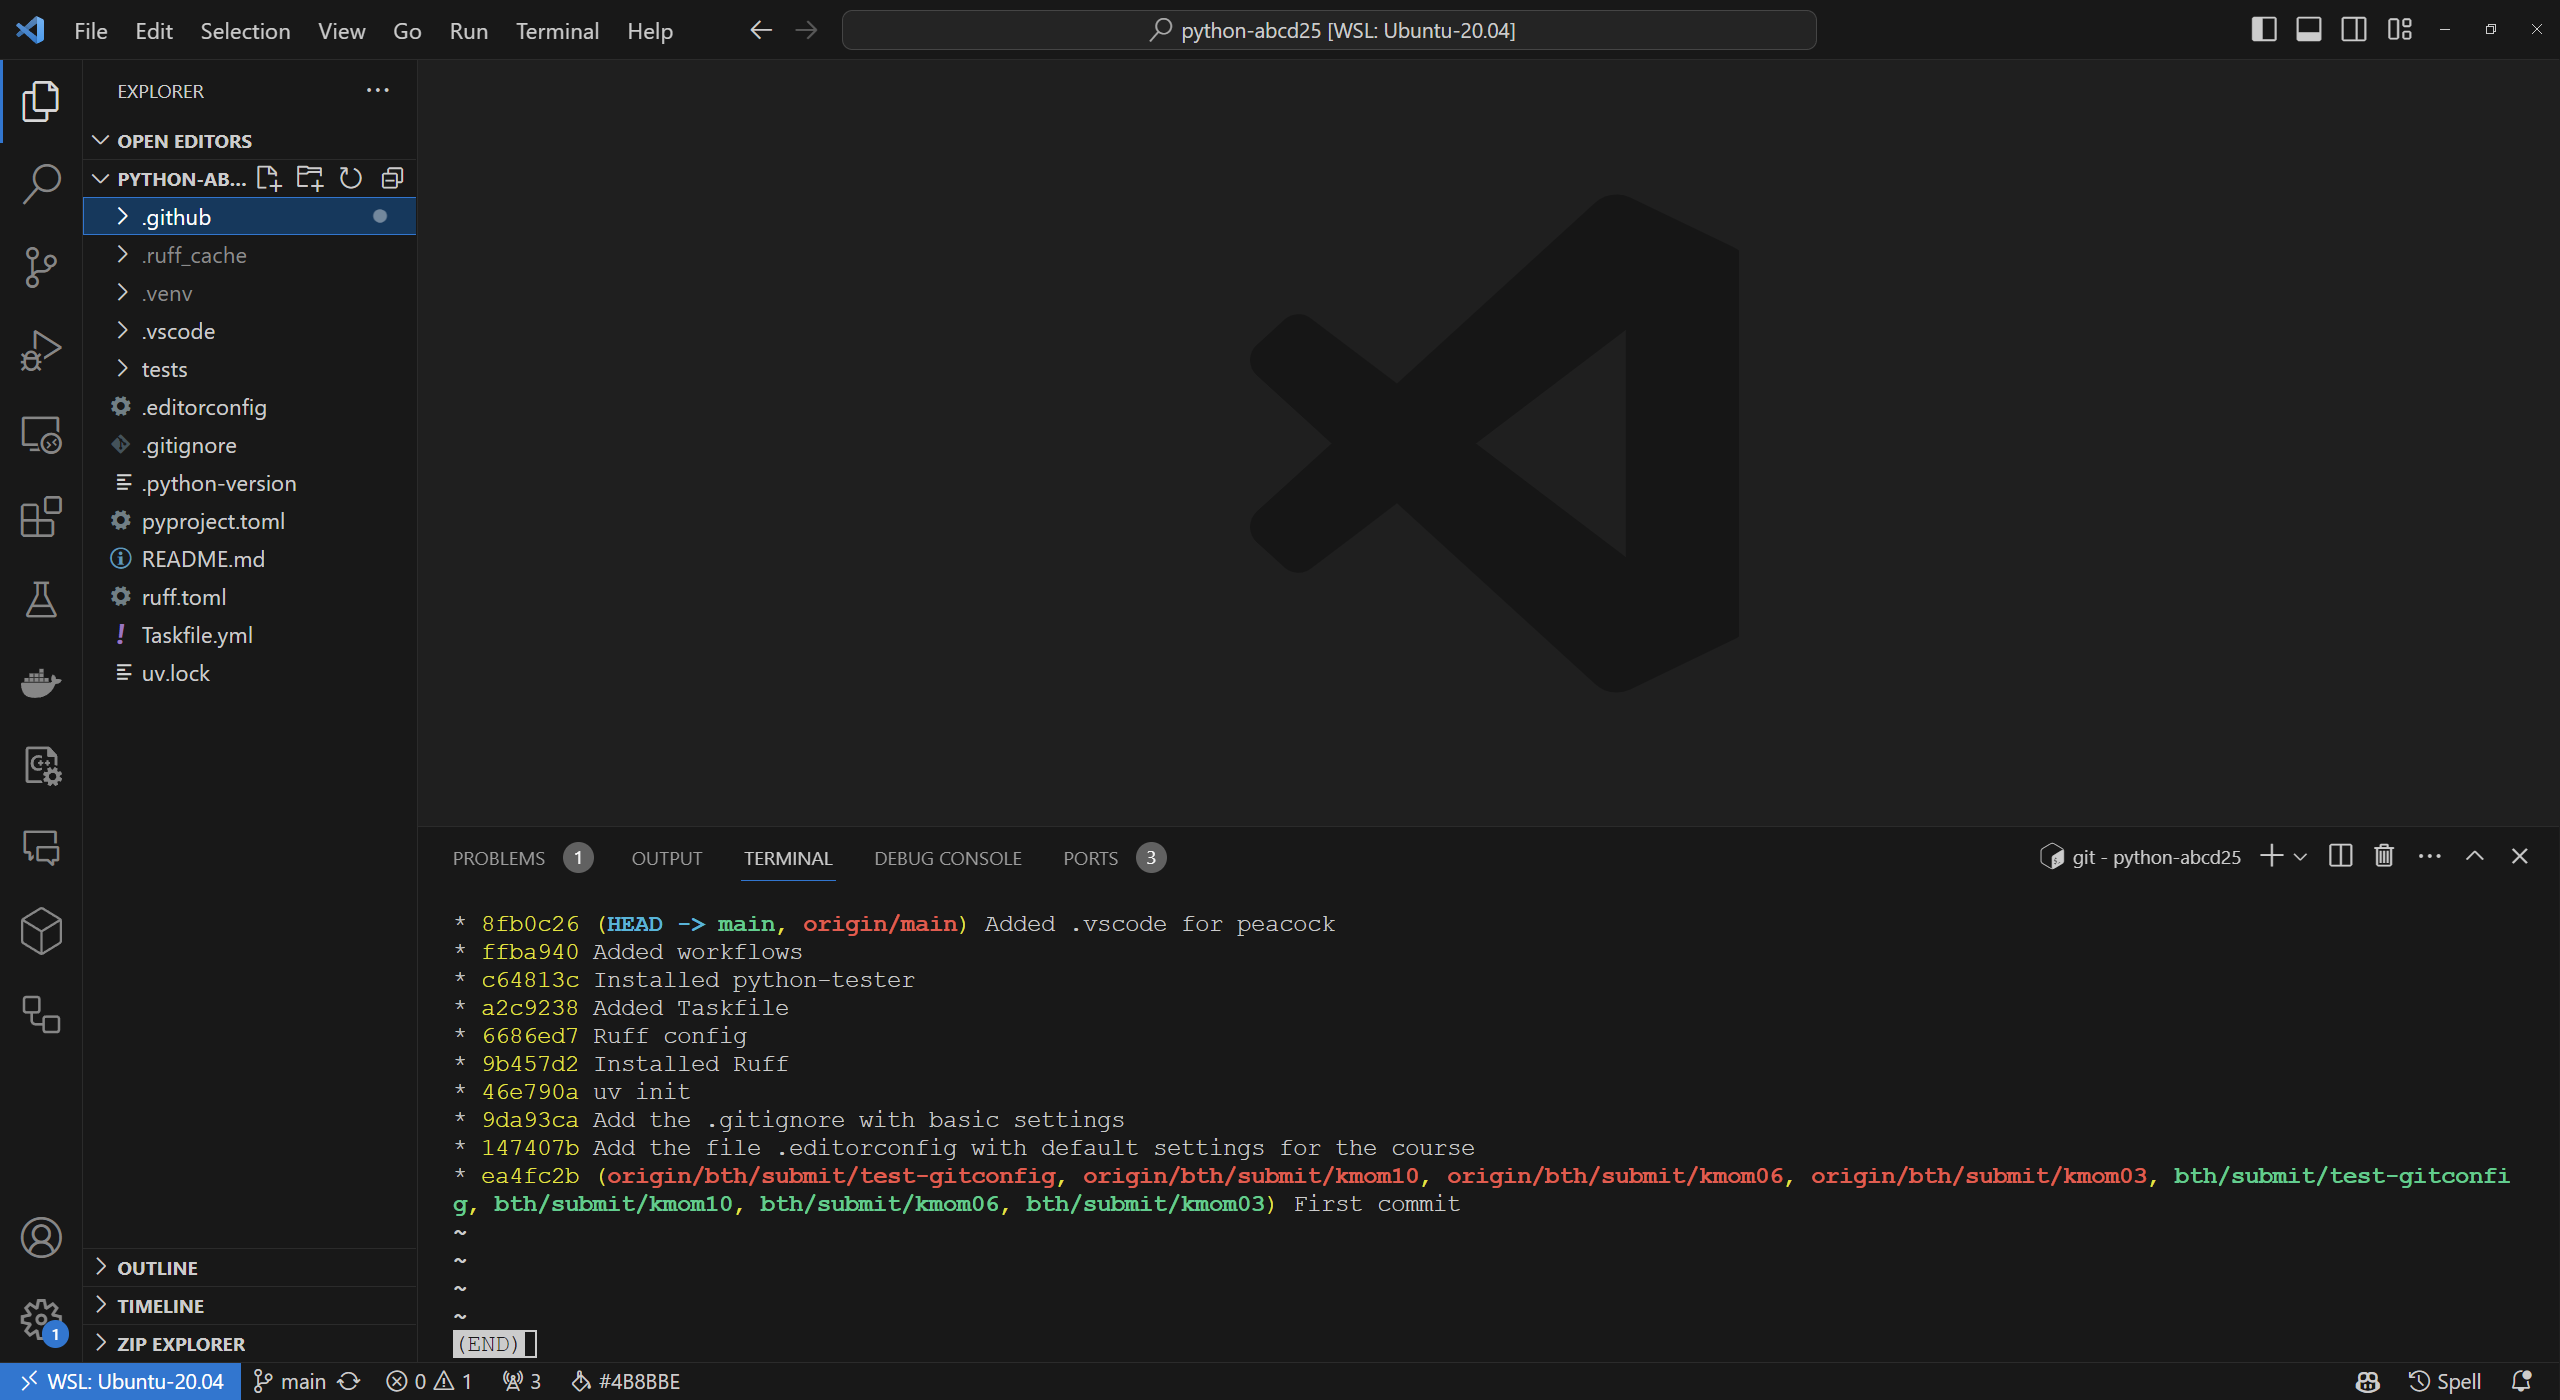 File Edit Selection View Go Run Terminal Help
python-abcd25 [WSL: Ubuntu-20.04]
EXPLORER
OPEN EDITORS
PYTHON-AB...
.github
.ruff_cache
.venv
.vscode
tests
.editorconfig
.gitignore
.python-version
pyproject.toml
README.md
ruff.toml
Taskfile.yml
uv.lock
OUTLINE
TIMELINE
ZIP EXPLORER
1
PROBLEMS 1 OUTPUT TERMINAL DEBUG CONSOLE PORTS 3
git - python-abcd25
* 8fb0c26 (HEAD -> main, origin/main) Added .vscode for peacock
* ffba940 Added workflows
* c64813c Installed python-tester
* a2c9238 Added Taskfile
* 6686ed7 Ruff config
* 9b457d2 Installed Ruff
* 46e790a uv init
* 9da93ca Add the .gitignore with basic settings
* 147407b Add the file .editorconfig with default settings for the course
* ea4fc2b (origin/bth/submit/test-gitconfig, origin/bth/submit/kmom10, origin/bth/submit/kmom06, origin/bth/submit/kmom03, bth/submit/test-gitconfi
g, bth/submit/kmom10, bth/submit/kmom06, bth/submit/kmom03) First commit
~
~
~
~
(END)
WSL: Ubuntu-20.04 main 0 1 3 #4B8BBE Spell